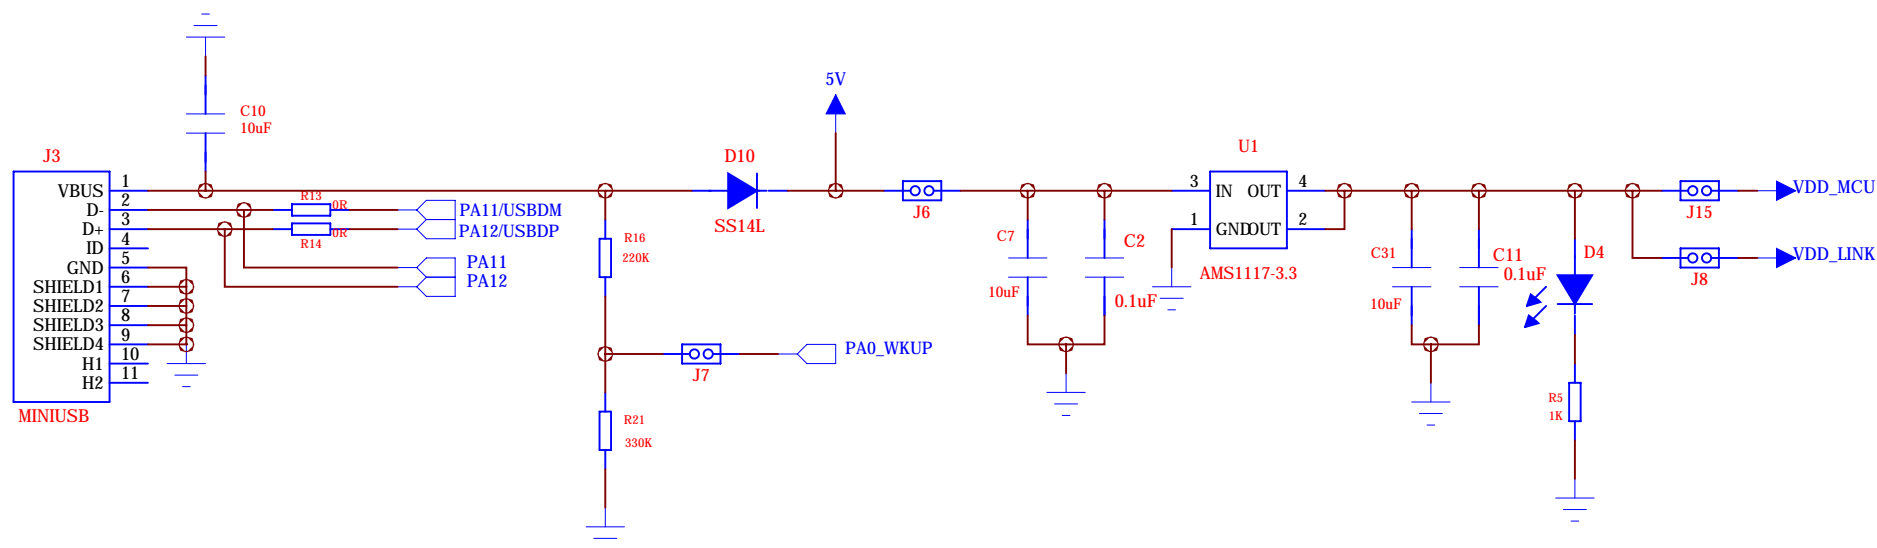 5V
C10
10uF
J3
D10
U1
VBUS 1
D- 2
D+ 3
ID 4
GND 5
SHIELD1 6
SHIELD2 7
SHIELD3 8
SHIELD4 9
H1 10
H2 11
MINIUSB
R13
0R
PA11/USBDM
PA12/USBDP
R14
0R
PA11
PA12
SS14L
J6
R16
220K
J7
PA0_WKUP
R21
330K
C7
10uF
C2
0.1uF
3 IN OUT 4
1 GND OUT 2
AMS1117-3.3
C31
10uF
C11
0.1uF
D4
R5
1K
J15
VDD_MCU
J8
VDD_LINK